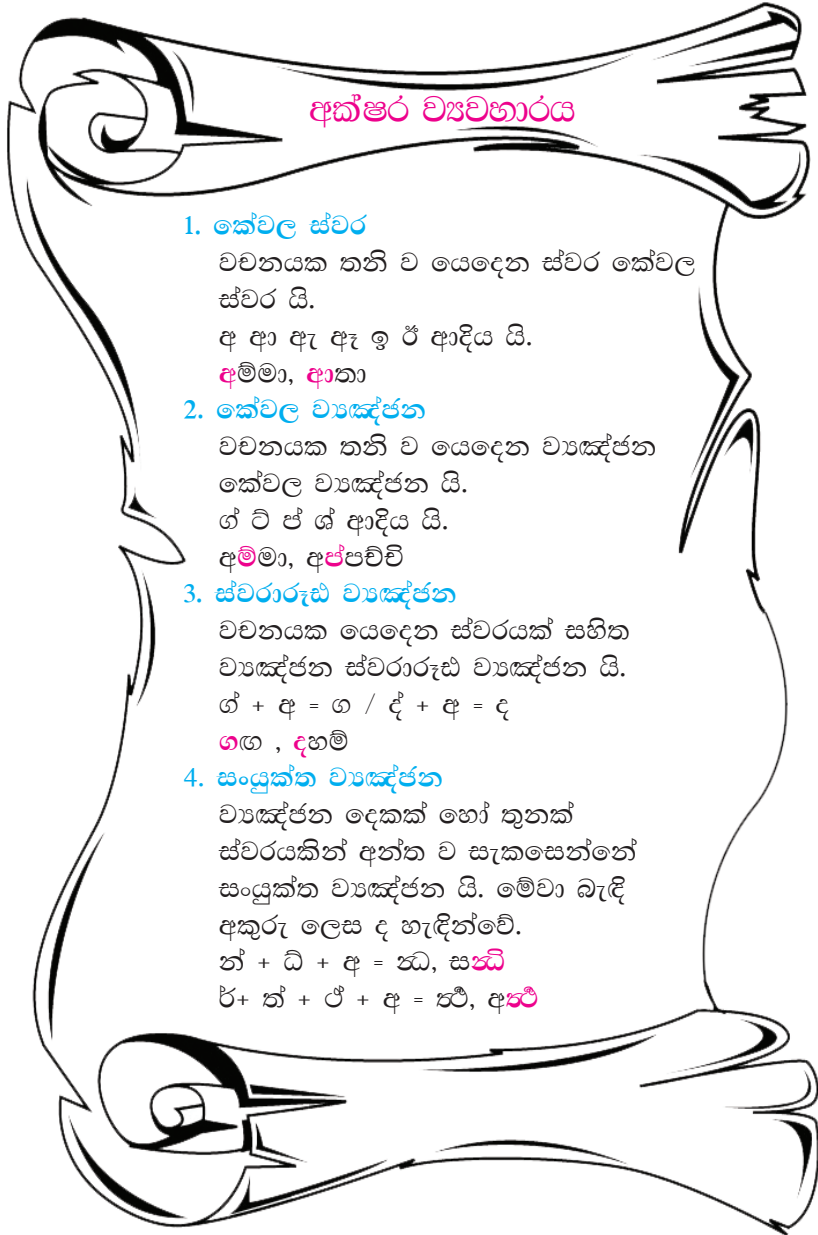 අක්ෂර ව්‍යවහාරය
1. කේවල ස්වර
වචනයක තනි ව යෙදෙන ස්වර කේවල
ස්වර යි.
අ ආ ඇ ඈ ඉ ඊ ආදිය යි.
අම්මා, ආතා
2. කේවල ව්‍යඤ්ජන
වචනයක තනි ව යෙදෙන ව්‍යඤ්ජන
කේවල ව්‍යඤ්ජන යි.
ග් ට් ප් ශ් ආදිය යි.
අම්මා, අප්පච්චි
3. ස්වරාරූඪ ව්‍යඤ්ජන
වචනයක යෙදෙන ස්වරයක් සහිත
ව්‍යඤ්ජන ස්වරාරූඪ ව්‍යඤ්ජන යි.
ග් + අ = ග / ද් + අ = ද
ගඟ , දහම්
4. සංයුක්ත ව්‍යඤ්ජන
ව්‍යඤ්ජන දෙකක් හෝ තුනක්
ස්වරයකින් අන්ත ව සැකසෙන්නේ
සංයුක්ත ව්‍යඤ්ජන යි. මේවා බැඳි
අකුරු ලෙස ද හැඳින්වේ.
න් + ධ් + අ = න්‍ධ, සන්‍ධි
ර්+ ත් + ථ් + අ = ර්‍ත්‍ථ, අර්‍ත්‍ථ